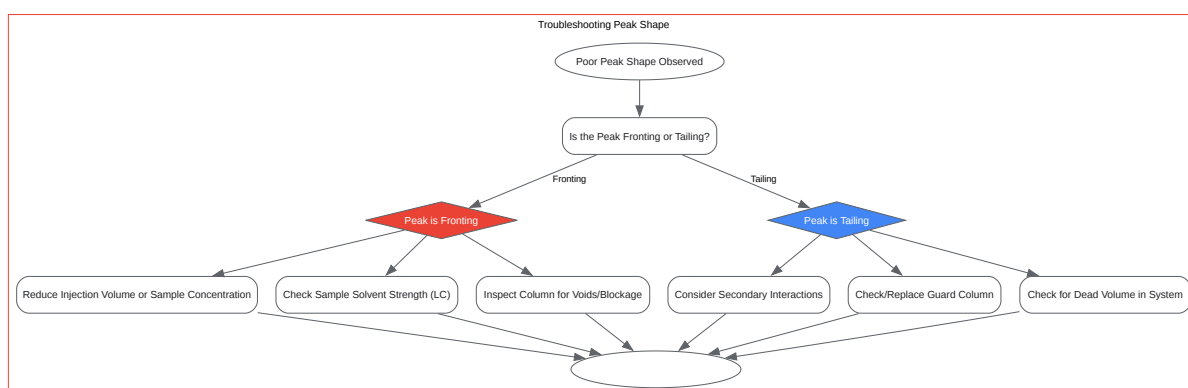 Troubleshooting Peak Shape
Poor Peak Shape Observed
Is the Peak Fronting or Tailing?
Fronting
Tailing
Peak is Fronting
Peak is Tailing
Reduce Injection Volume or Sample Concentration
Check Sample Solvent Strength (LC)
Inspect Column for Voids/Blockage
Consider Secondary Interactions
Check/Replace Guard Column
Check for Dead Volume in System